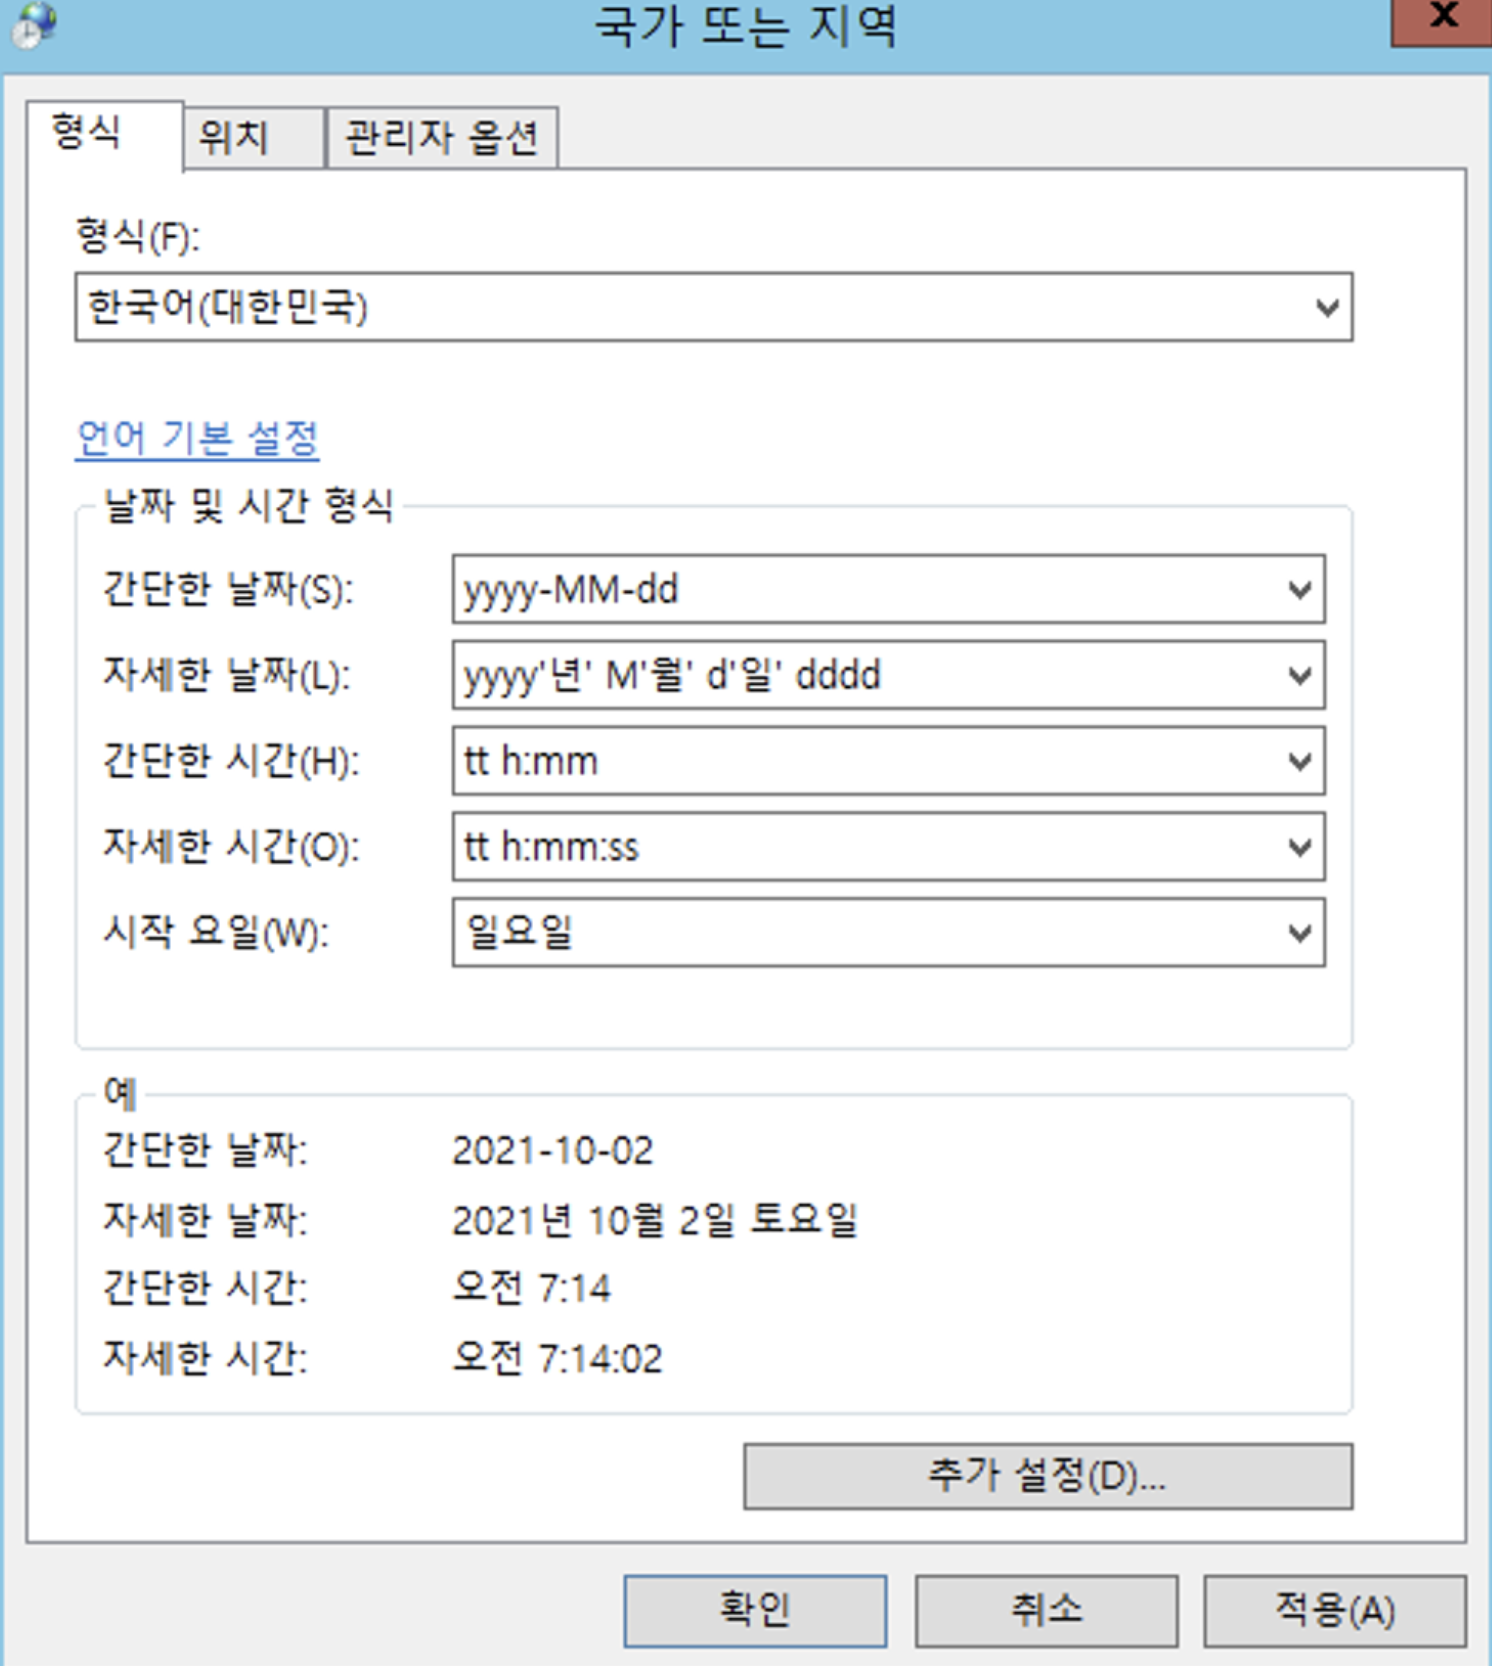 국가 또는 지역
x
형식 위치 관리자 옵션
형식(F):
한국어(대한민국)
언어 기본 설정
날짜 및 시간 형식
간단한 날짜(S): yyyy-MM-dd
자세한 날짜(L): yyyy'년' M'월' d'일' dddd
간단한 시간(H): tt h:mm
자세한 시간(O): tt h:mm:ss
시작 요일(W): 일요일
예
간단한 날짜: 2021-10-02
자세한 날짜: 2021년 10월 2일 토요일
간단한 시간: 오전 7:14
자세한 시간: 오전 7:14:02
추가 설정(D)...
확인 취소 적용(A)